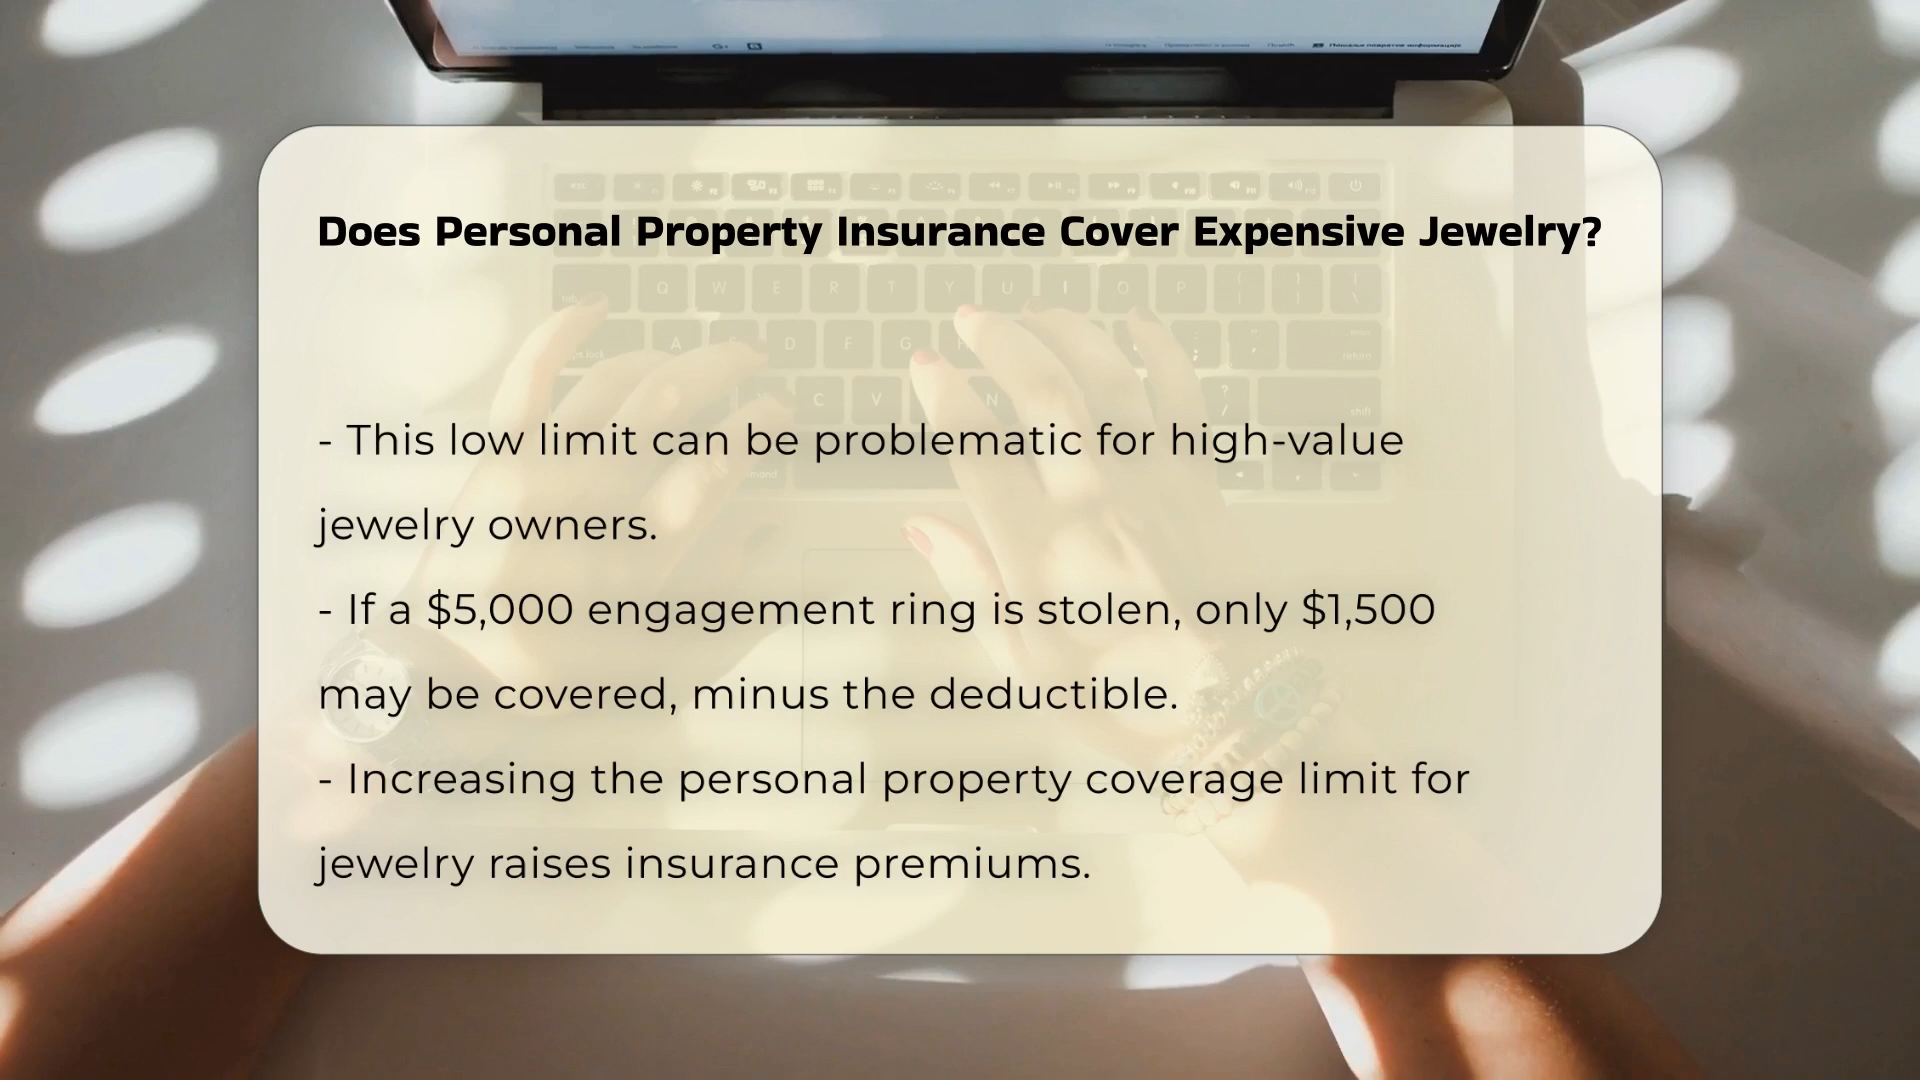 Does Personal Property Insurance Cover Expensive Jewelry?
- This low limit can be problematic for high-value
jewelry owners.
- If a $5,000 engagement ring is stolen, only $1,500
may be covered, minus the deductible.
- Increasing the personal property coverage limit for
jewelry raises insurance premiums.